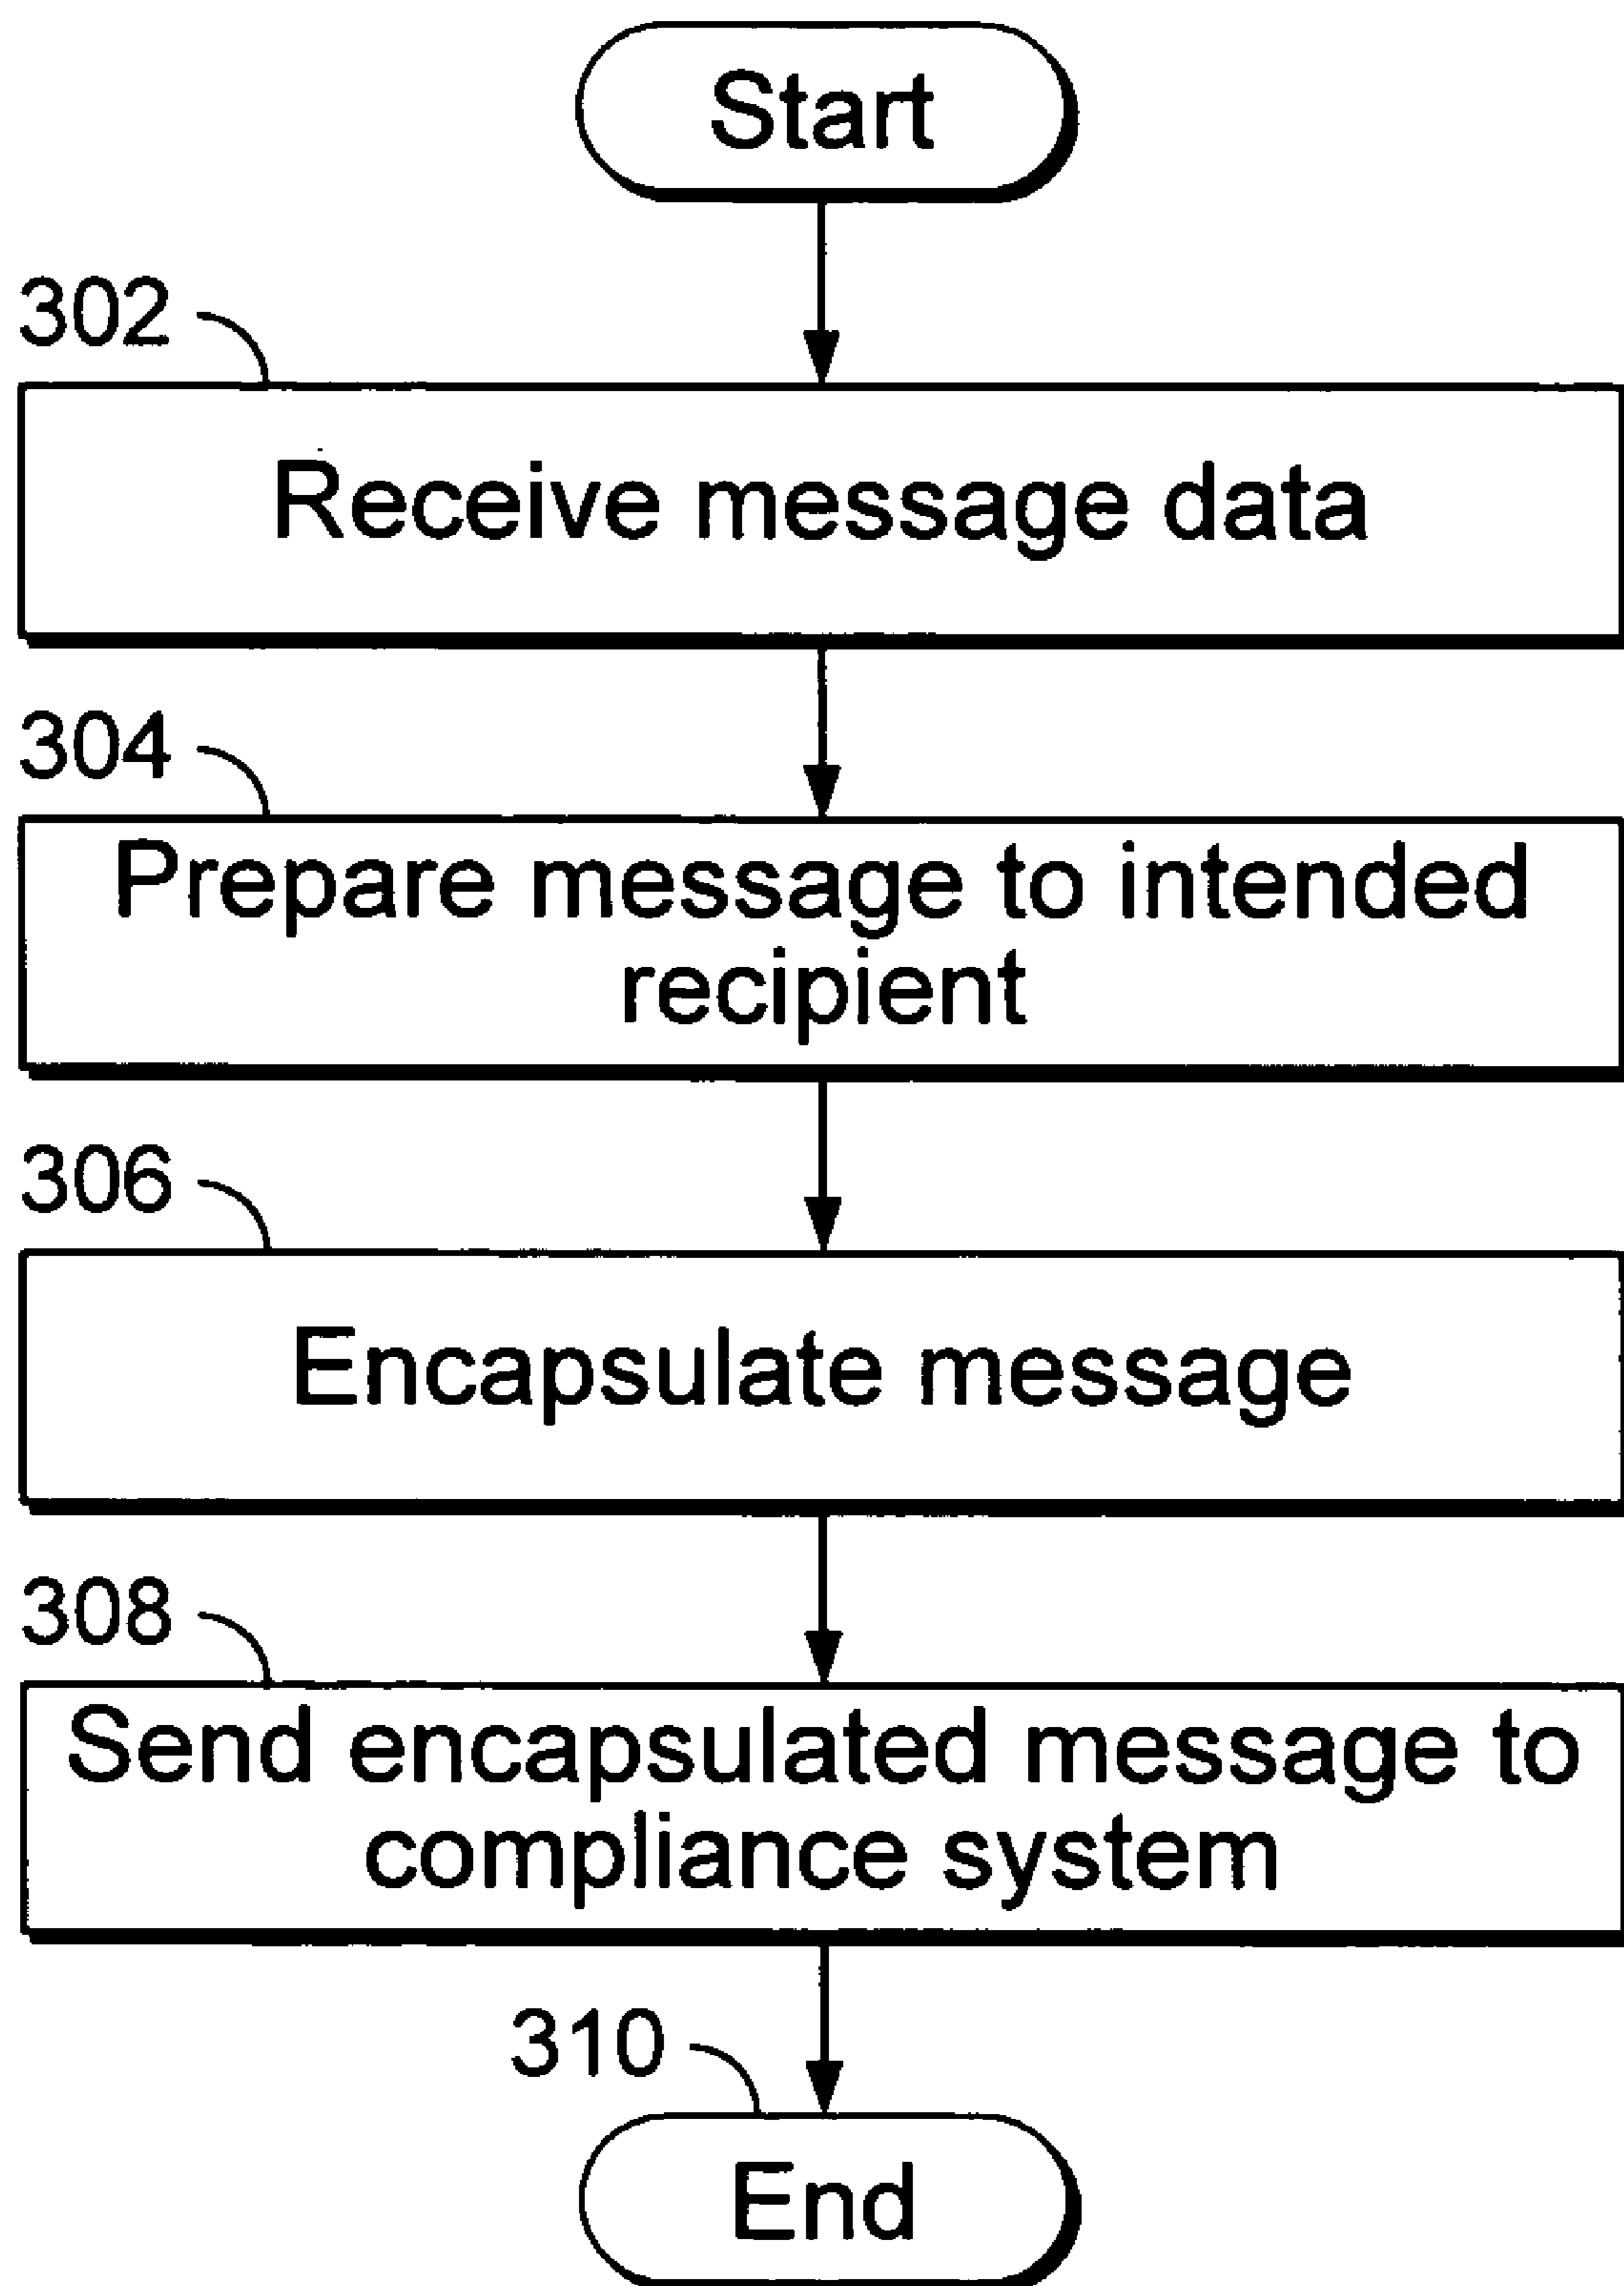 Start
302
Receive message data
304
Prepare message to intended
recipient
306
Encapsulate message
308
Send encapsulated message to
compliance system
310
End